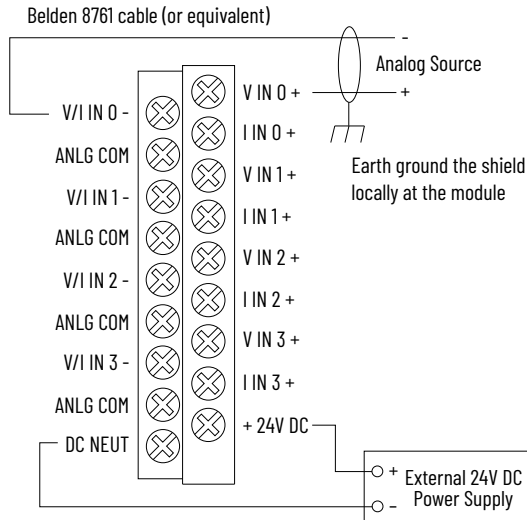 Belden 8761 cable (or equivalent)
-
Analog Source
+
Earth ground the shield
locally at the module
V/I IN 0 -
ANLG COM
V/I IN 1 -
ANLG COM
V/I IN 2 -
ANLG COM
V/I IN 3 -
ANLG COM
DC NEUT
V IN 0 +
I IN 0 +
V IN 1 +
I IN 1 +
V IN 2 +
I IN 2 +
V IN 3 +
I IN 3 +
+ 24V DC
+
External 24V DC
Power Supply
-